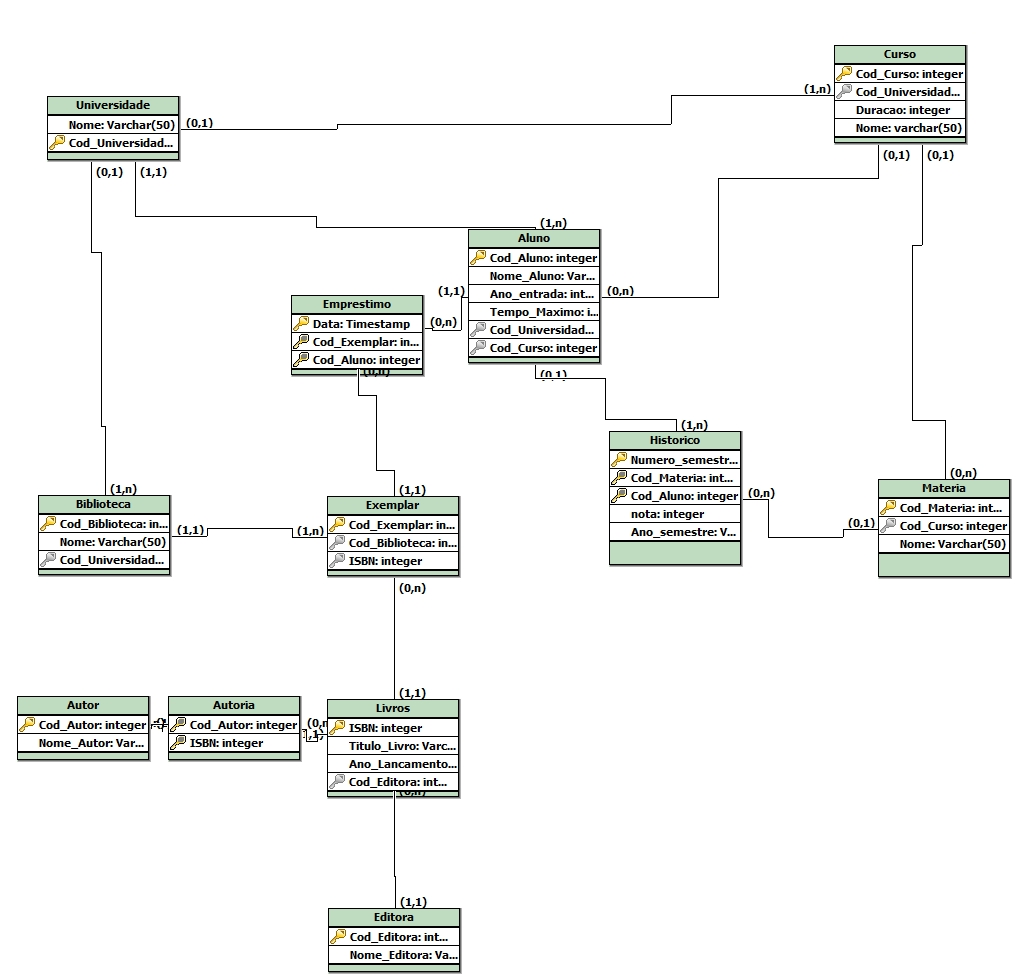 Curso
Cod_Curso: integer
Cod_Universidad...
Duracao: integer
Nome: varchar(50)
(1,n)
(0,1)
(0,1)
Universidade
Nome: Varchar(50)
Cod_Universidad...
(0,1)
(0,1)
(1,1)
(1,n)
Aluno
Cod_Aluno: integer
Nome_Aluno: Var...
Ano_entrada: int...
Tempo_Maximo: i...
Cod_Universidad...
Cod_Curso: integer
(1,1)
(0,n)
(0,1)
Emprestimo
Data: Timestamp
Cod_Exemplar: in...
Cod_Aluno: integer
(0,n)
(0,n)
(1,n)
Historico
Numero_semestr...
Cod_Materia: int...
Cod_Aluno: integer
nota: integer
Ano_semestre: V...
(0,n)
(0,n)
Materia
Cod_Materia: int...
Cod_Curso: integer
Nome: Varchar(50)
(0,1)
(1,n)
Biblioteca
Cod_Biblioteca: in...
Nome: Varchar(50)
Cod_Universidad...
(1,1)
(1,n)
(1,1)
Exemplar
Cod_Exemplar: in...
Cod_Biblioteca: in...
ISBN: integer
(0,n)
Autor
Cod_Autor: integer
Nome_Autor: Var...
Autoria
Cod_Autor: integer
ISBN: integer
(1,1)
Livros
ISBN: integer
Titulo_Livro: Varc...
Ano_Lancamento...
Cod_Editora: int...
(0,n)
(1,1)
Editora
Cod_Editora: int...
Nome_Editora: Va...